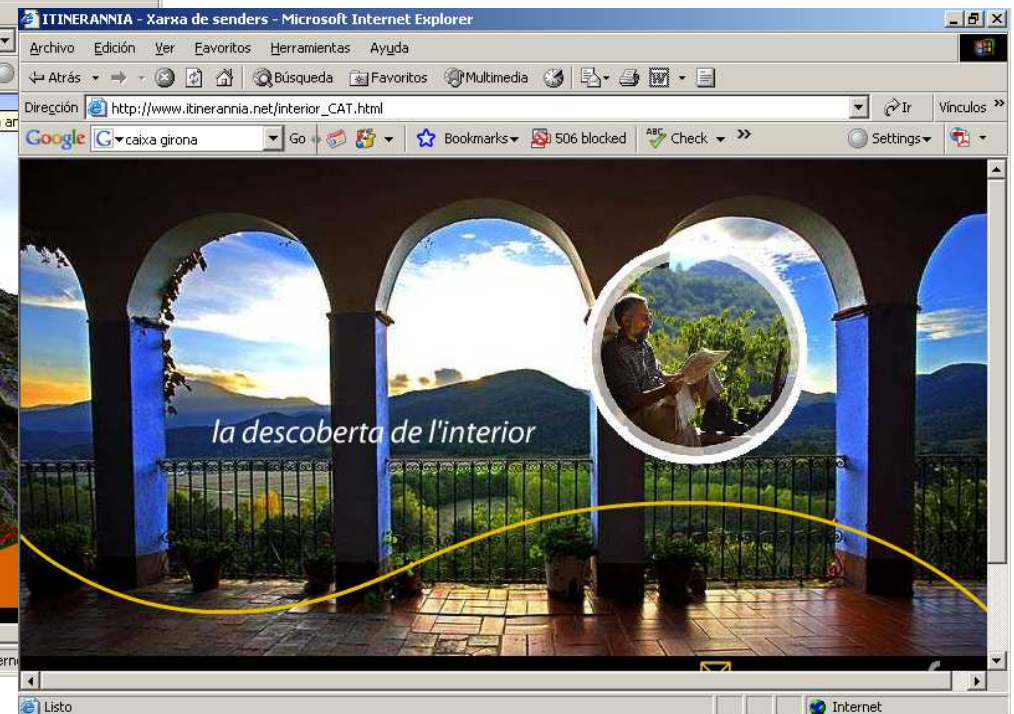 ITINERANNIA - Xarxa de senders - Microsoft Internet Explorer
Archivo Edición Ver Favoritos Herramientas Ayuda
Atrás Búsqueda Favoritos Multimedia
Dirección http://www.itinerannia.net/interior_CAT.html Ir Vínculos »
Google G caixa girona Go Bookmarks 506 blocked ABC Check » Settings
la descoberta de l'interior
Listo Internet